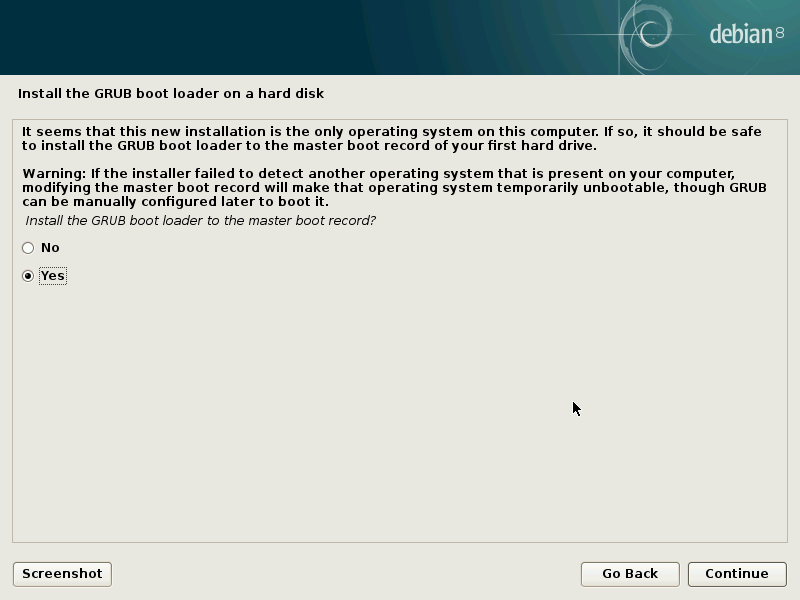 debian 8
Install the GRUB boot loader on a hard disk
It seems that this new installation is the only operating system on this computer. If so, it should be safe
to install the GRUB boot loader to the master boot record of your first hard drive.
Warning: If the installer failed to detect another operating system that is present on your computer,
modifying the master boot record will make that operating system temporarily unbootable, though GRUB
can be manually configured later to boot it.
Install the GRUB boot loader to the master boot record?
No
Yes
Screenshot
Go Back
Continue